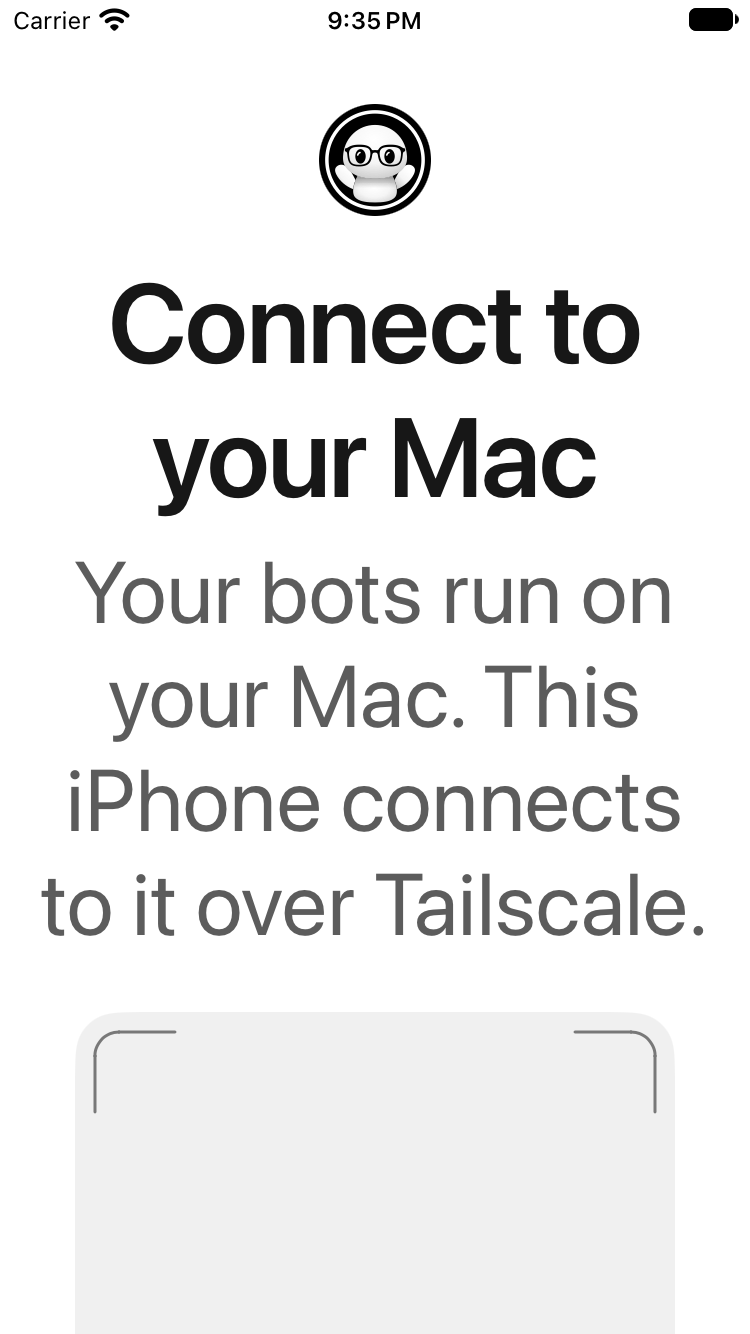 Carrier 9:35 PM
Connect to
your Mac
Your bots run on
your Mac. This
iPhone connects
to it over Tailscale.